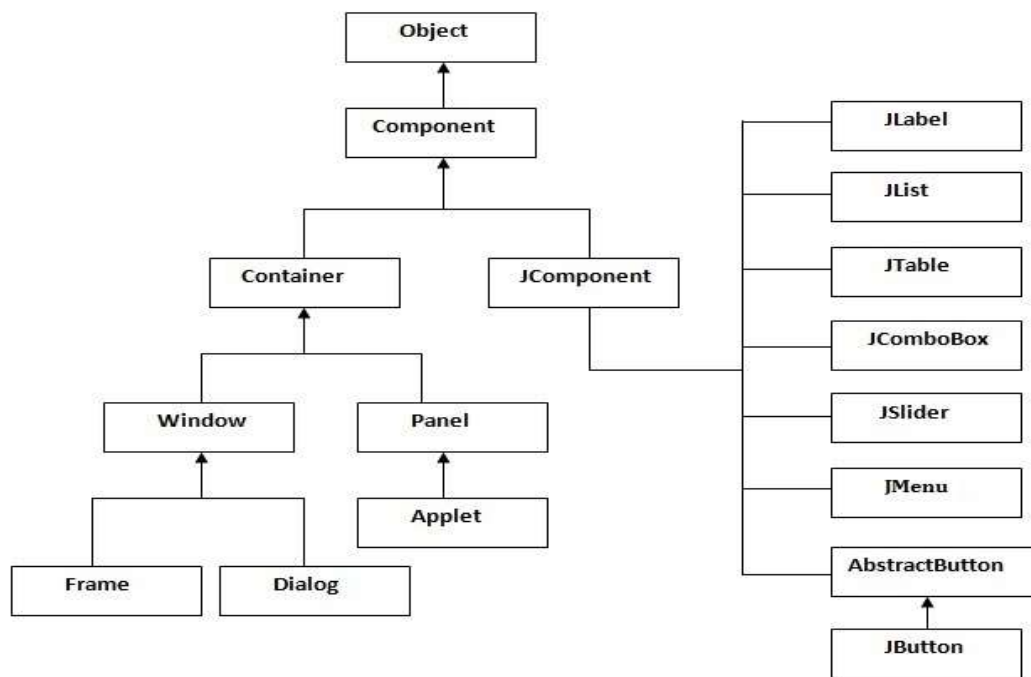 Object
Component
Container
JComponent
Window
Panel
Applet
Frame
Dialog
JLabel
JList
JTable
JComboBox
JSlider
JMenu
AbstractButton
JButton